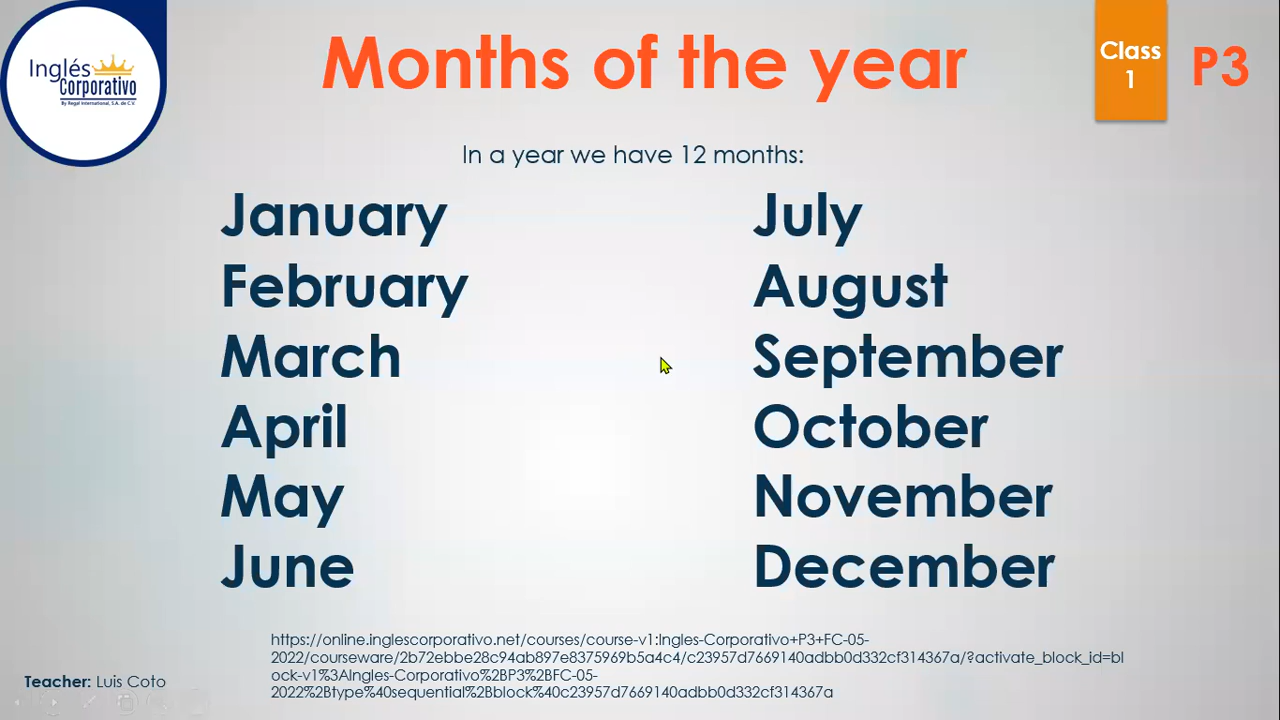 Inglés
Corporativo
By Regal International, S.A. de C.V.
Months of the year
Class
1
P3
In a year we have 12 months:
January
February
March
April
May
June
July
August
September
October
November
December
https://online.inglescorporativo.net/courses/course-v1:Ingles-Corporativo+P3+FC-05-
2022/courseware/2b72ebbe28c94ab897e8375969b5a4c4/c23957d7669140adbb0d332cf314367a/?activate_block_id=bl
ock-v1%3AIngles-Corporativo%2BP3%2BFC-05-
2022%2Btype%40sequential%2Bblock%40c23957d7669140adbb0d332cf314367a
Teacher: Luis Coto